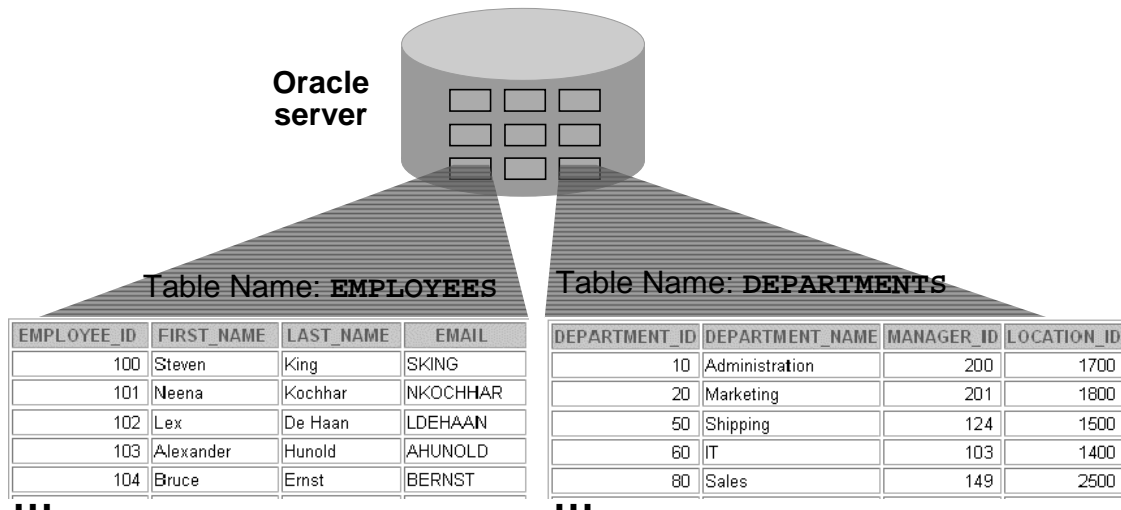 Oracle
server
Table Name: EMPLOYEES
EMPLOYEE_ID FIRST_NAME LAST_NAME EMAIL
100 Steven King SKING
101 Neena Kochhar NKOCHHAR
102 Lex De Haan LDEHAAN
103 Alexander Hunold AHUNOLD
104 Bruce Ernst BERNST
...
Table Name: DEPARTMENTS
DEPARTMENT_ID DEPARTMENT_NAME MANAGER_ID LOCATION_ID
10 Administration 200 1700
20 Marketing 201 1800
50 Shipping 124 1500
60 IT 103 1400
80 Sales 149 2500
...